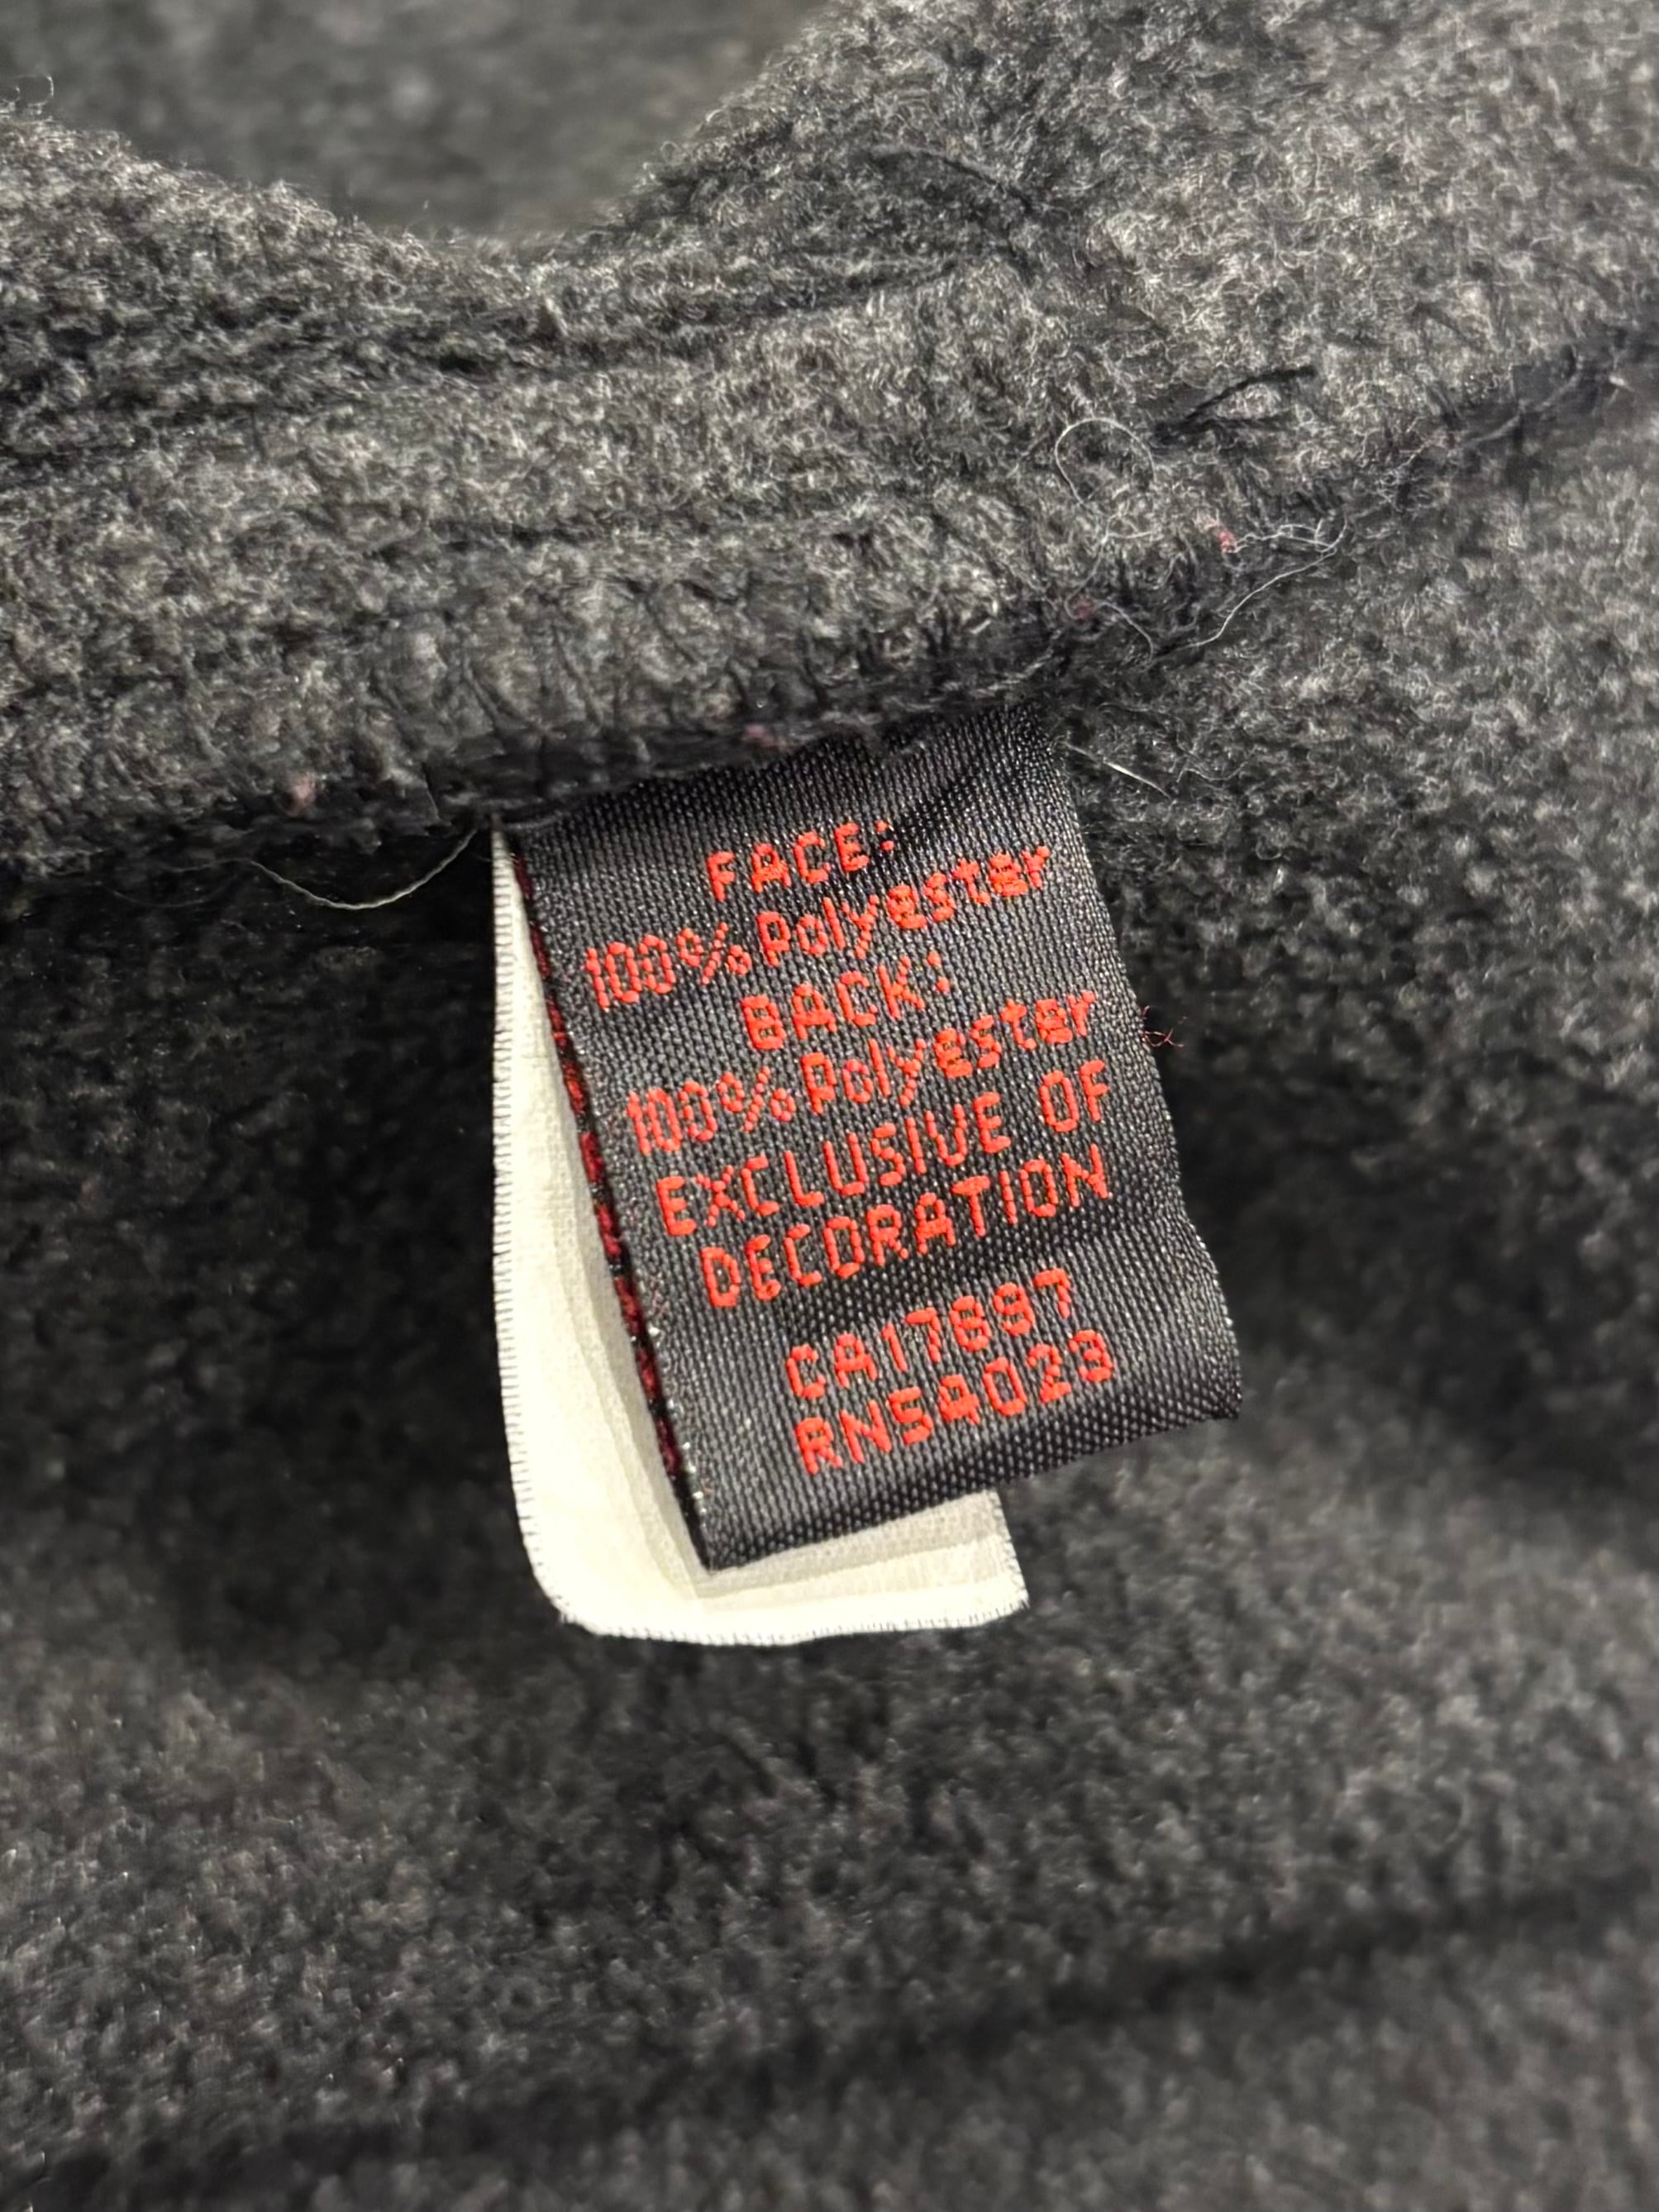 FACE:
100% Polyester
BACK:
100% Polyester
EXCLUSIVE OF
DECORATION
CA17897
RN54023